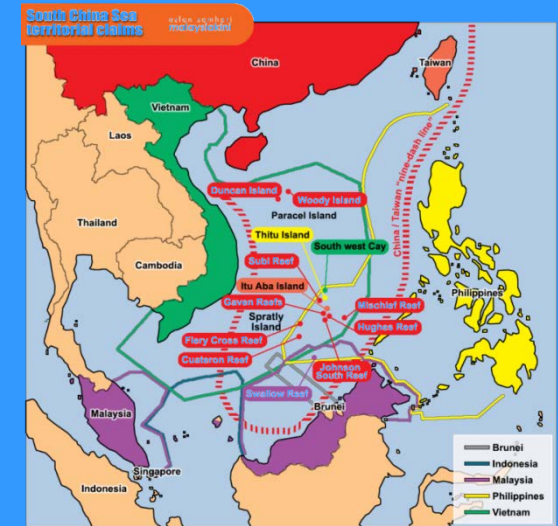 South China Sea
territorial claims
malaysiakini
China
Taiwan
Vietnam
Laos
China / Taiwan "nine-dash line"
Duncan Island
Woody Island
Paracel Island
Thailand
Thitu Island
South west Cay
Subi Reef
Cambodia
Itu Aba Island
Philippines
Gavan Reefs
Mischief Reef
Spratly
Island
Hughes Reef
Fiery Cross Reef
Custeron Reef
Johnson
South Reef
Swallow Reef
Malaysia
Brunei
Singapore
Indonesia
Brunei
Indonesia
Malaysia
Philippines
Vietnam